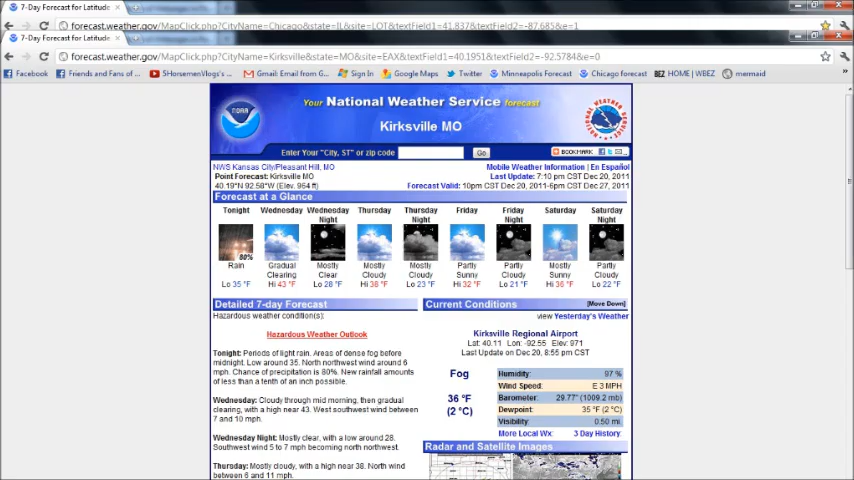 7-Day Forecast for Latitude
forecast.weather.gov/MapClick.php?CityName=Chicago&state=IL&site=LOT&textField1=41.837&textField2=-87.685&e=1
7-Day Forecast for Latitude
forecast.weather.gov/MapClick.php?CityName=Kirksville&state=MO&site=EAX&textField1=40.1951&textField2=-92.5784&e=0
Facebook Friends and Fans of ... 5HorsemenVlogs's ... Gmail: Email from G... Sign In Google Maps Twitter Minneapolis Forecast Chicago forecast BEZ HOME | WBEZ mermaid
NOAA
Your National Weather Service forecast
Kirksville MO
Enter Your "City, ST" or zip code Go BOOKMARK
NWS Kansas City/Pleasant Hill, MO
Point Forecast: Kirksville MO
40.19°N 92.58°W (Elev. 964 ft)
Mobile Weather Information | En Español
Last Update: 7:10 pm CST Dec 20, 2011
Forecast Valid: 10pm CST Dec 20, 2011-6pm CST Dec 27, 2011
Forecast at a Glance
Tonight Wednesday Wednesday Night Thursday Thursday Night Friday Friday Night Saturday Saturday Night
80%
Rain Gradual Clearing Mostly Clear Mostly Cloudy Mostly Cloudy Partly Sunny Partly Cloudy Mostly Sunny Partly Cloudy
Lo 35 °F Hi 43 °F Lo 28 °F Hi 38 °F Lo 23 °F Hi 32 °F Lo 21 °F Hi 36 °F Lo 22 °F
Detailed 7-day Forecast
Hazardous weather condition(s):
Hazardous Weather Outlook
Tonight: Periods of light rain. Areas of dense fog before
midnight. Low around 35. North northwest wind around 6
mph. Chance of precipitation is 80%. New rainfall amounts
of less than a tenth of an inch possible.
Wednesday: Cloudy through mid morning, then gradual
clearing, with a high near 43. West southwest wind between
7 and 10 mph.
Wednesday Night: Mostly clear, with a low around 28.
Southwest wind 5 to 7 mph becoming north northwest.
Thursday: Mostly cloudy, with a high near 38. North wind
between 6 and 11 mph.
Current Conditions [Move Down]
view Yesterday's Weather
Kirksville Regional Airport
Lat: 40.11 Lon: -92.55 Elev: 971
Last Update on Dec 20, 8:55 pm CST
Fog
36 °F
(2 °C)
Humidity: 97 %
Wind Speed: E 3 MPH
Barometer: 29.77" (1009.2 mb)
Dewpoint: 35 °F (2 °C)
Visibility: 0.50 mi.
More Local Wx: 3 Day History:
Radar and Satellite Images